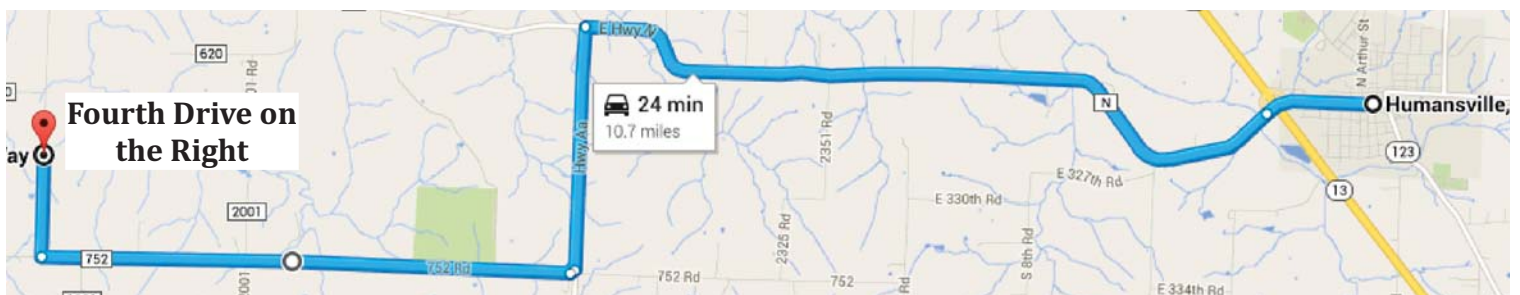 620
01 Rd
Fourth Drive on
the Right
ay
2001
752
2001
752 Rd
Hwy Aa
E Hwy N
24 min
10.7 miles
2351 Rd
2325 Rd
752 Rd
752
Rd
S 8th Rd
E 330th Rd
E 327th Rd
E 334th Rd
N
13
N Arthur St
Humansville,
123